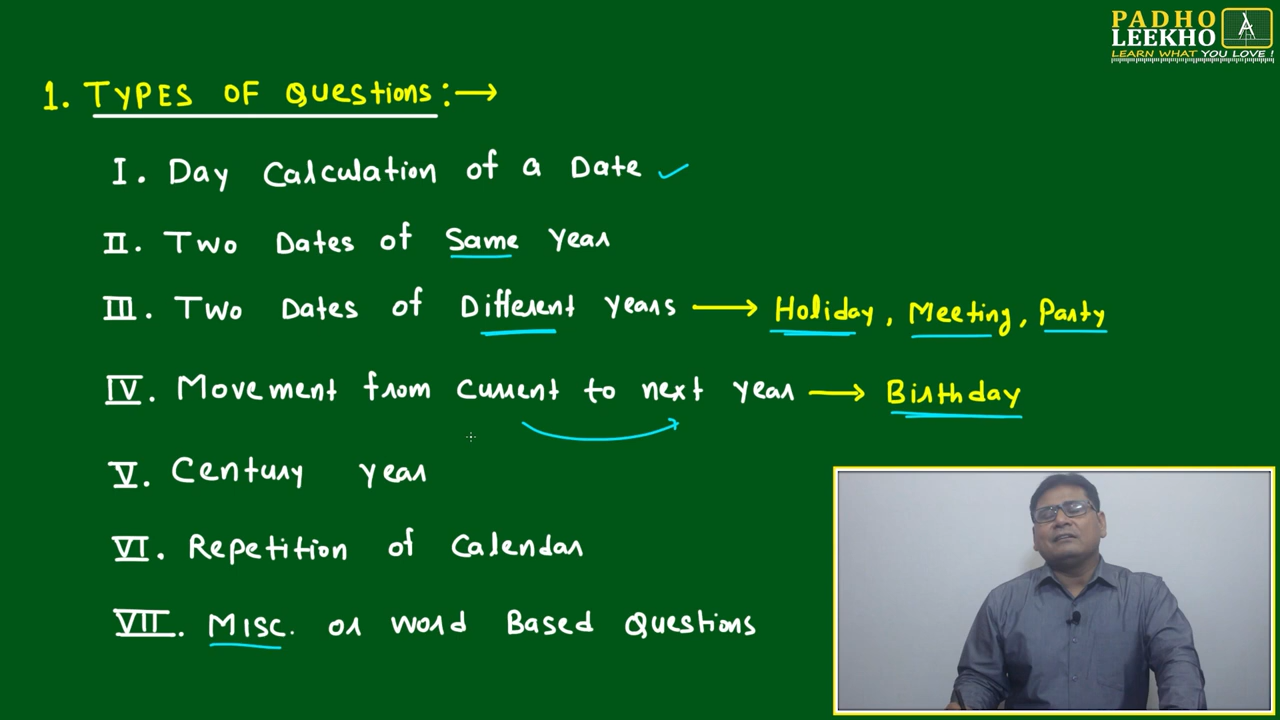 PADHO
LEEKHO
LEARN WHAT YOU LOVE !
1. TYPES OF Questions :→
I. Day Calculation of a Date ✓
II. Two Dates of Same Year
III. Two Dates of Different years → Holiday, Meeting, Party
IV. Movement from current to next year → Birthday
V. Century year
VI. Repetition of Calendar
VII. Misc. or word Based Questions